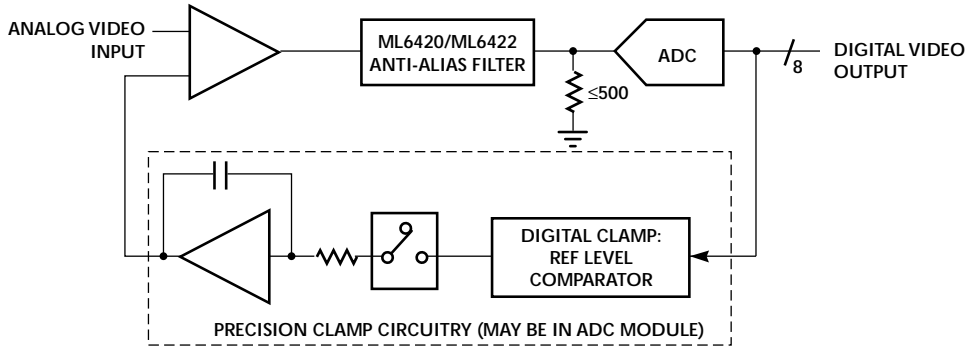 ANALOG VIDEO
INPUT
ML6420/ML6422
ANTI-ALIAS FILTER
≤500
ADC
8
DIGITAL VIDEO
OUTPUT
DIGITAL CLAMP:
REF LEVEL
COMPARATOR
PRECISION CLAMP CIRCUITRY (MAY BE IN ADC MODULE)